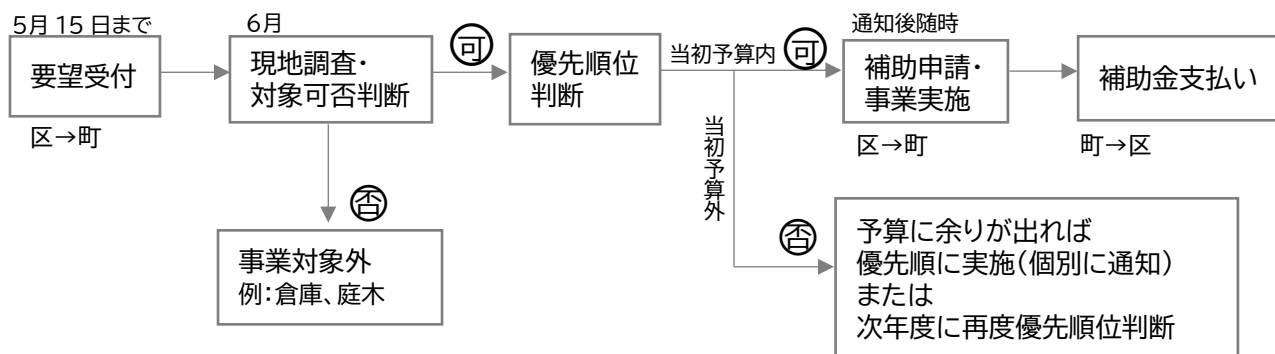 5月15日まで
要望受付
区→町
6月
現地調査・
対象可否判断
可
否
事業対象外
例：倉庫、庭木
優先順位
判断
当初予算内
可
当初予算外
否
通知後随時
補助申請・
事業実施
区→町
補助金支払い
町→区
予算に余りが出れば
優先順に実施（個別に通知）
または
次年度に再度優先順位判断